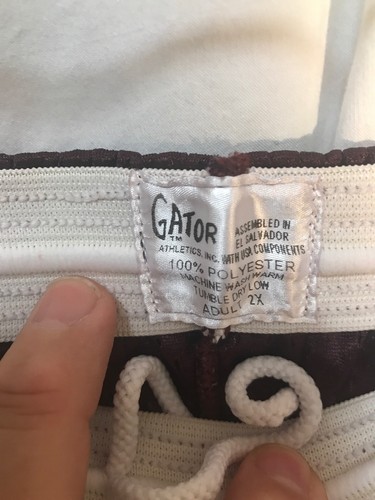 GATOR
TM
ASSEMBLED IN
EL SALVADOR
ATHLETICS, INC. WITH USA COMPONENTS
100% POLYESTER
MACHINE WASH WARM
TUMBLE DRY LOW
ADULT 2X